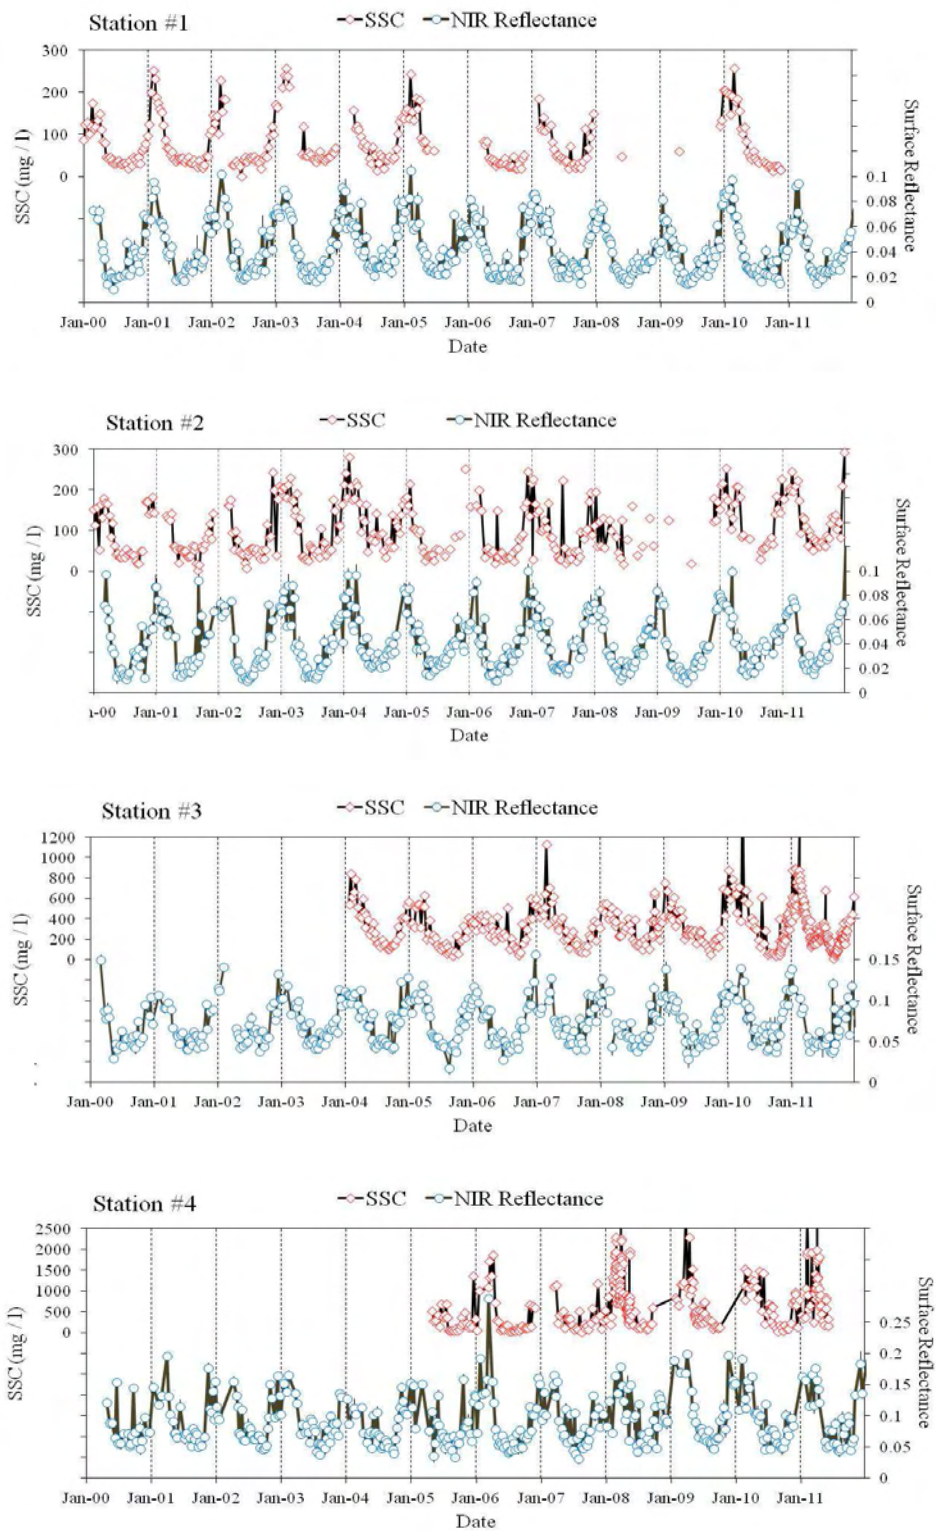 Station #1
SSC NIR Reflectance
300
200
100
0
SSC (mg / l)
0.1
0.08
0.06
0.04
0.02
0
Surface Reflectance
Jan-00 Jan-01 Jan-02 Jan-03 Jan-04 Jan-05 Jan-06 Jan-07 Jan-08 Jan-09 Jan-10 Jan-11
Date
Station #2
SSC NIR Reflectance
300
200
100
0
SSC (mg / l)
0.1
0.08
0.06
0.04
0.02
0
Surface Reflectance
1-00 Jan-01 Jan-02 Jan-03 Jan-04 Jan-05 Jan-06 Jan-07 Jan-08 Jan-09 Jan-10 Jan-11
Date
Station #3
SSC NIR Reflectance
1200
1000
800
600
400
200
0
SSC (mg / l)
0.15
0.1
0.05
0
Surface Reflectance
Jan-00 Jan-01 Jan-02 Jan-03 Jan-04 Jan-05 Jan-06 Jan-07 Jan-08 Jan-09 Jan-10 Jan-11
Date
Station #4
SSC NIR Reflectance
2500
2000
1500
1000
500
0
SSC (mg / l)
0.25
0.2
0.15
0.1
0.05
0
Surface Reflectance
Jan-00 Jan-01 Jan-02 Jan-03 Jan-04 Jan-05 Jan-06 Jan-07 Jan-08 Jan-09 Jan-10 Jan-11
Date